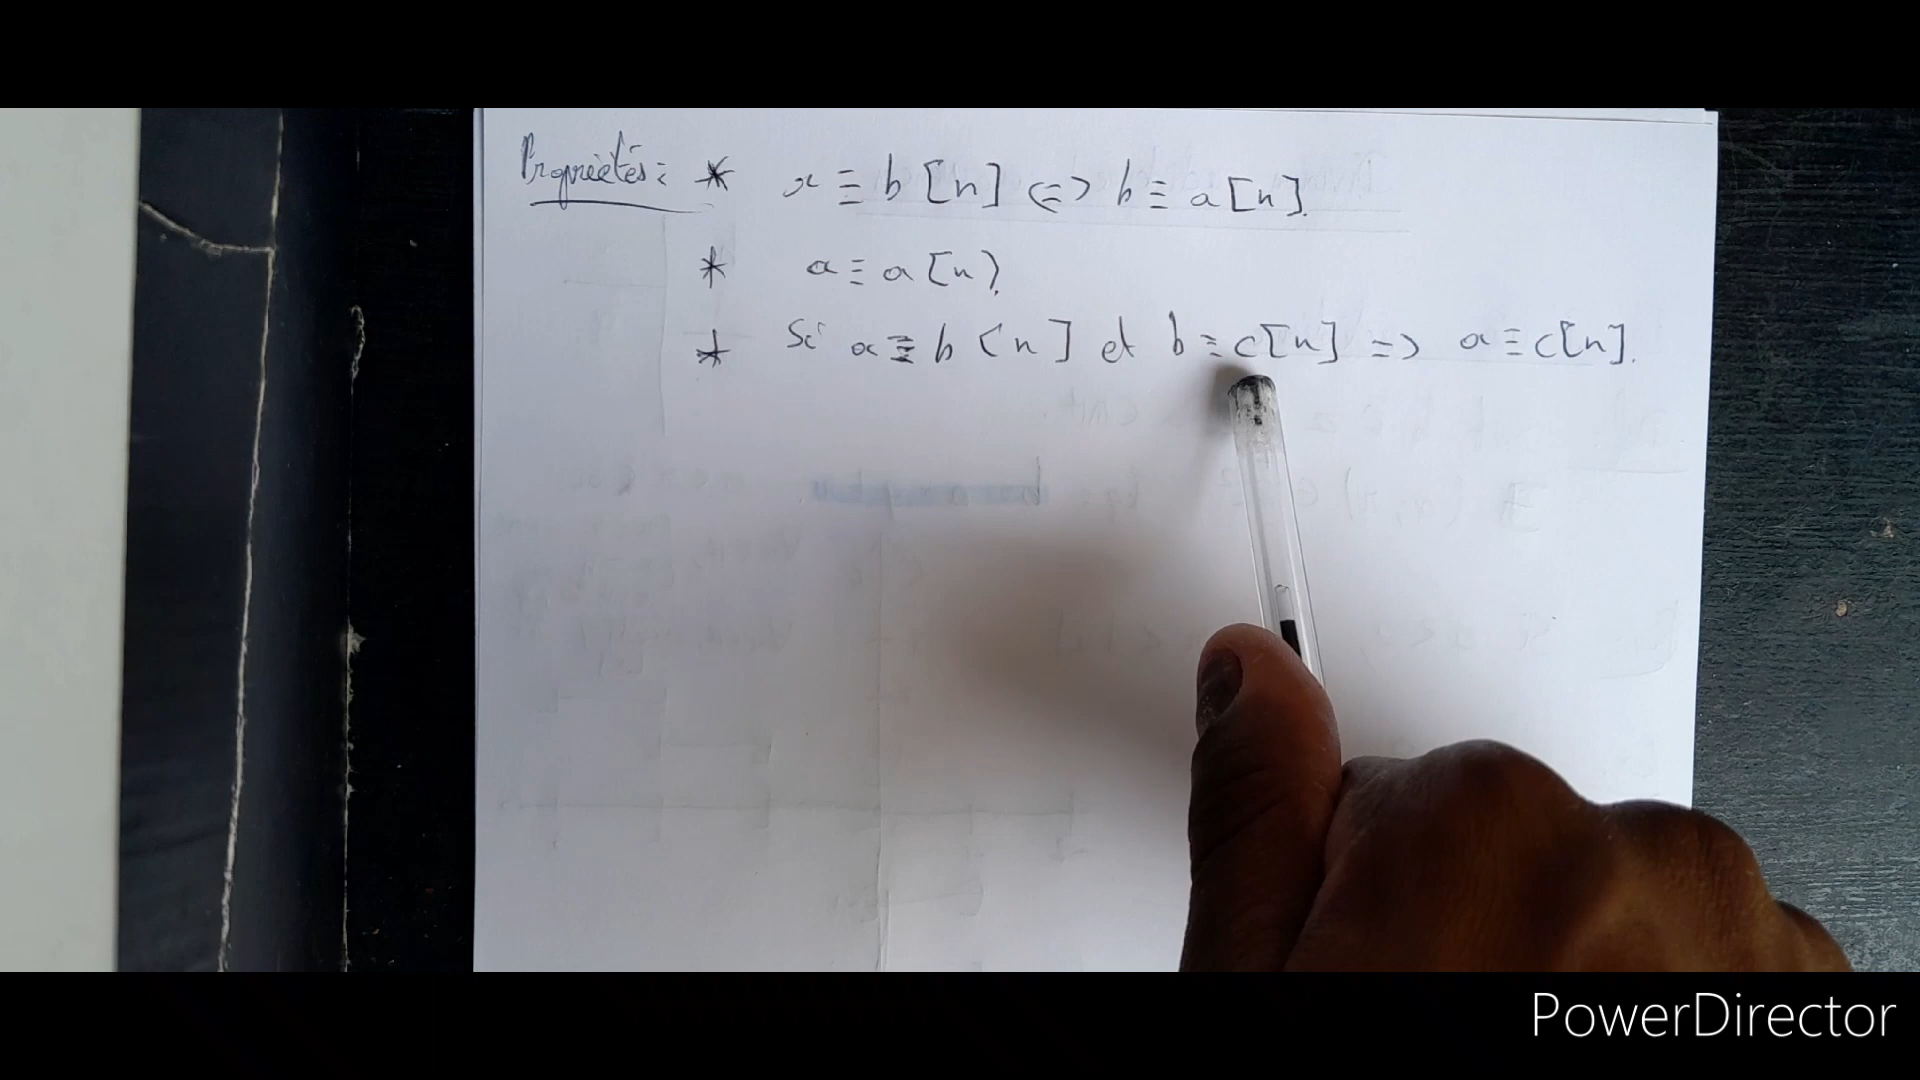 Propriétés : * a ≡ b [n] <=> b ≡ a [n].
* a ≡ a [n].
* Si a ≡ b [n] et b ≡ c [n] => a ≡ c [n].
PowerDirector